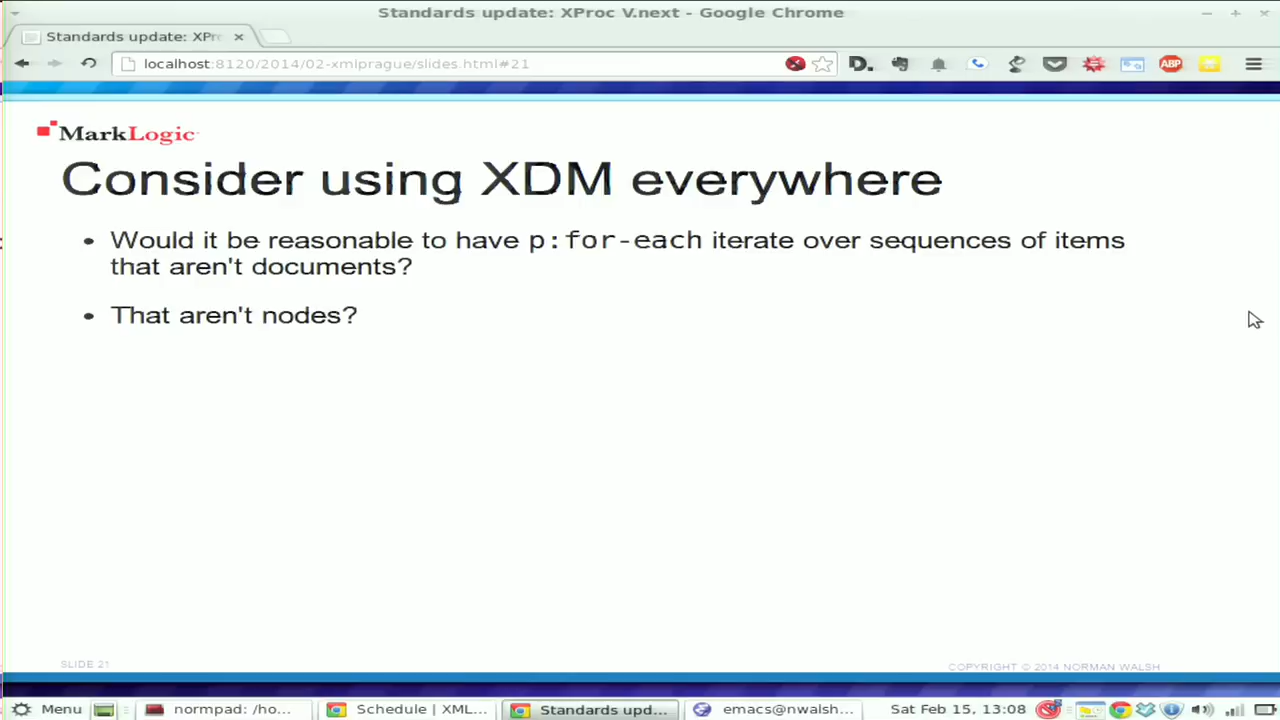 Standards update: XProc V.next - Google Chrome
Standards update: XPr
localhost:8120/2014/02-xmlprague/slides.html#21
D.
ABP
MarkLogic
Consider using XDM everywhere
• Would it be reasonable to have p:for-each iterate over sequences of items
that aren't documents?
• That aren't nodes?
SLIDE 21
COPYRIGHT © 2014 NORMAN WALSH
Menu
normpad: /ho...
Schedule | XML...
Standards upd...
emacs@nwalsh...
Sat Feb 15, 13:08